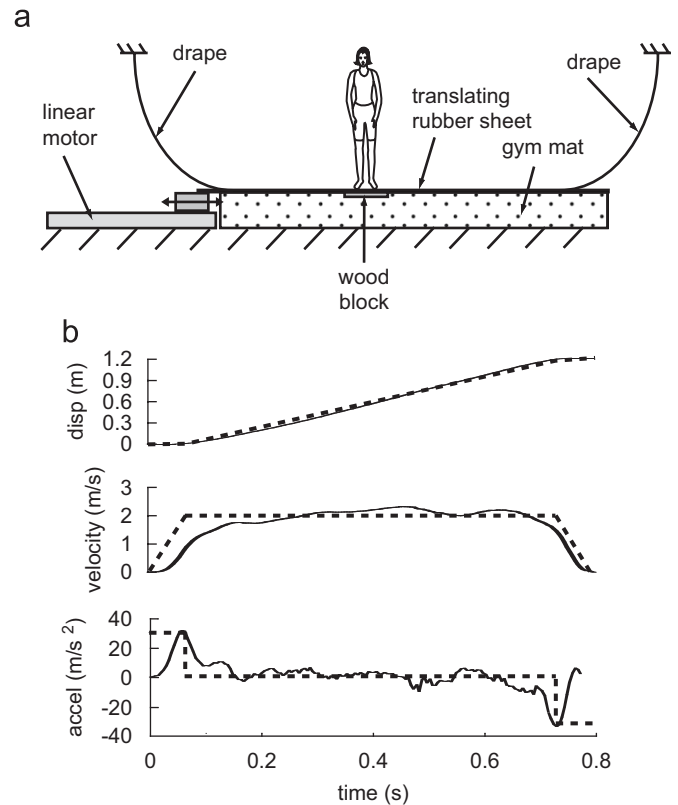 a
drape
drape
linear
motor
translating
rubber sheet
gym mat
wood
block
b
disp (m)
1.2
0.9
0.6
0.3
0
velocity (m/s)
3
2
1
0
accel (m/s²)
40
20
0
-20
-40
0
0.2
0.4
0.6
0.8
time (s)